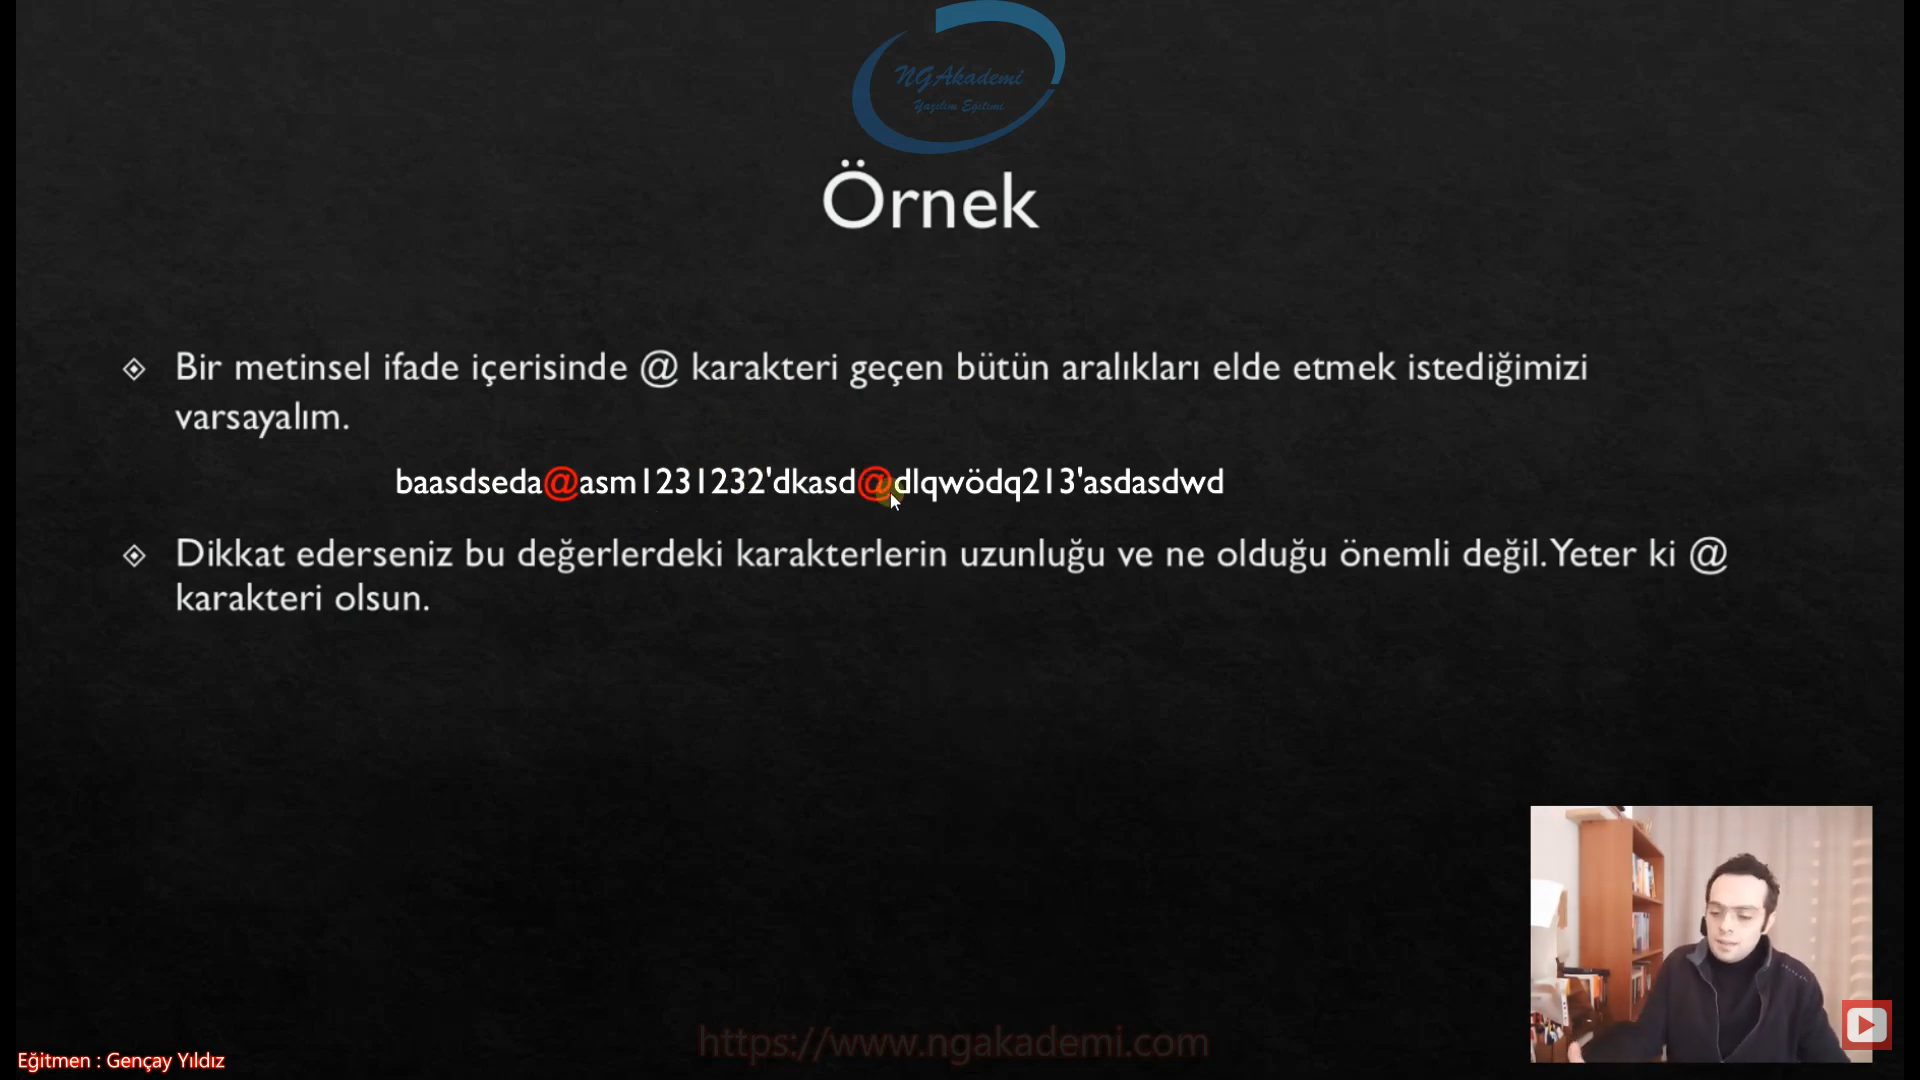 NGAkademi
Yazılım Eğitimi
Örnek
Bir metinsel ifade içerisinde @ karakteri geçen bütün aralıkları elde etmek istediğimizi
varsayalım.
baasdseda@asm1231232'dkasd@dlqwödq213'asdasdwd
Dikkat ederseniz bu değerlerdeki karakterlerin uzunluğu ve ne olduğu önemli değil. Yeter ki @
karakteri olsun.
https://www.ngakademi.com
Eğitmen : Gençay Yıldız